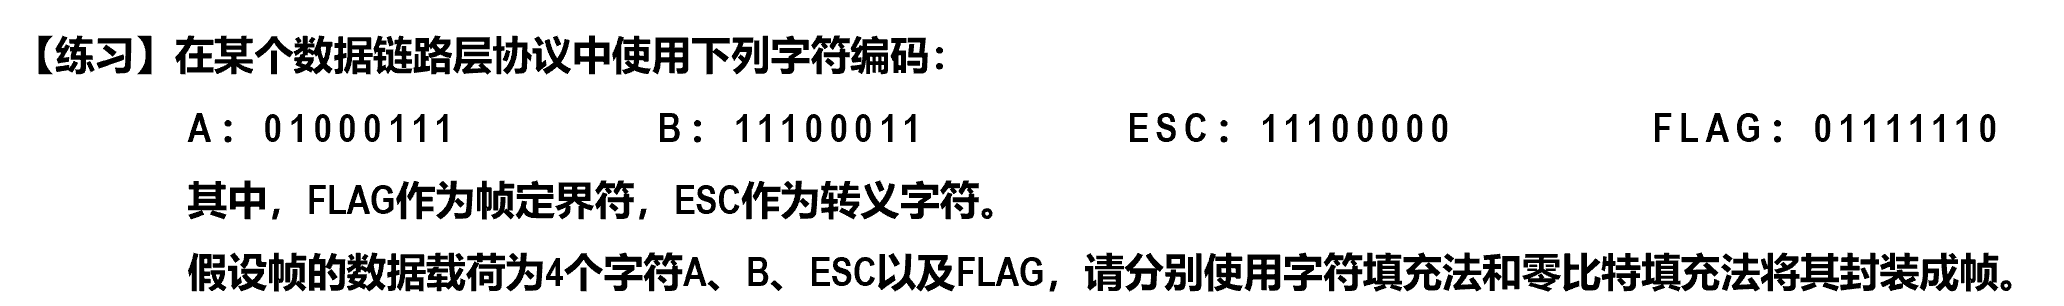 【练习】在某个数据链路层协议中使用下列字符编码：
A：01000111 B：11100011 ESC：11100000 FLAG：01111110
其中，FLAG作为帧定界符，ESC作为转义字符。
假设帧的数据载荷为4个字符A、B、ESC以及FLAG，请分别使用字符填充法和零比特填充法将其封装成帧。